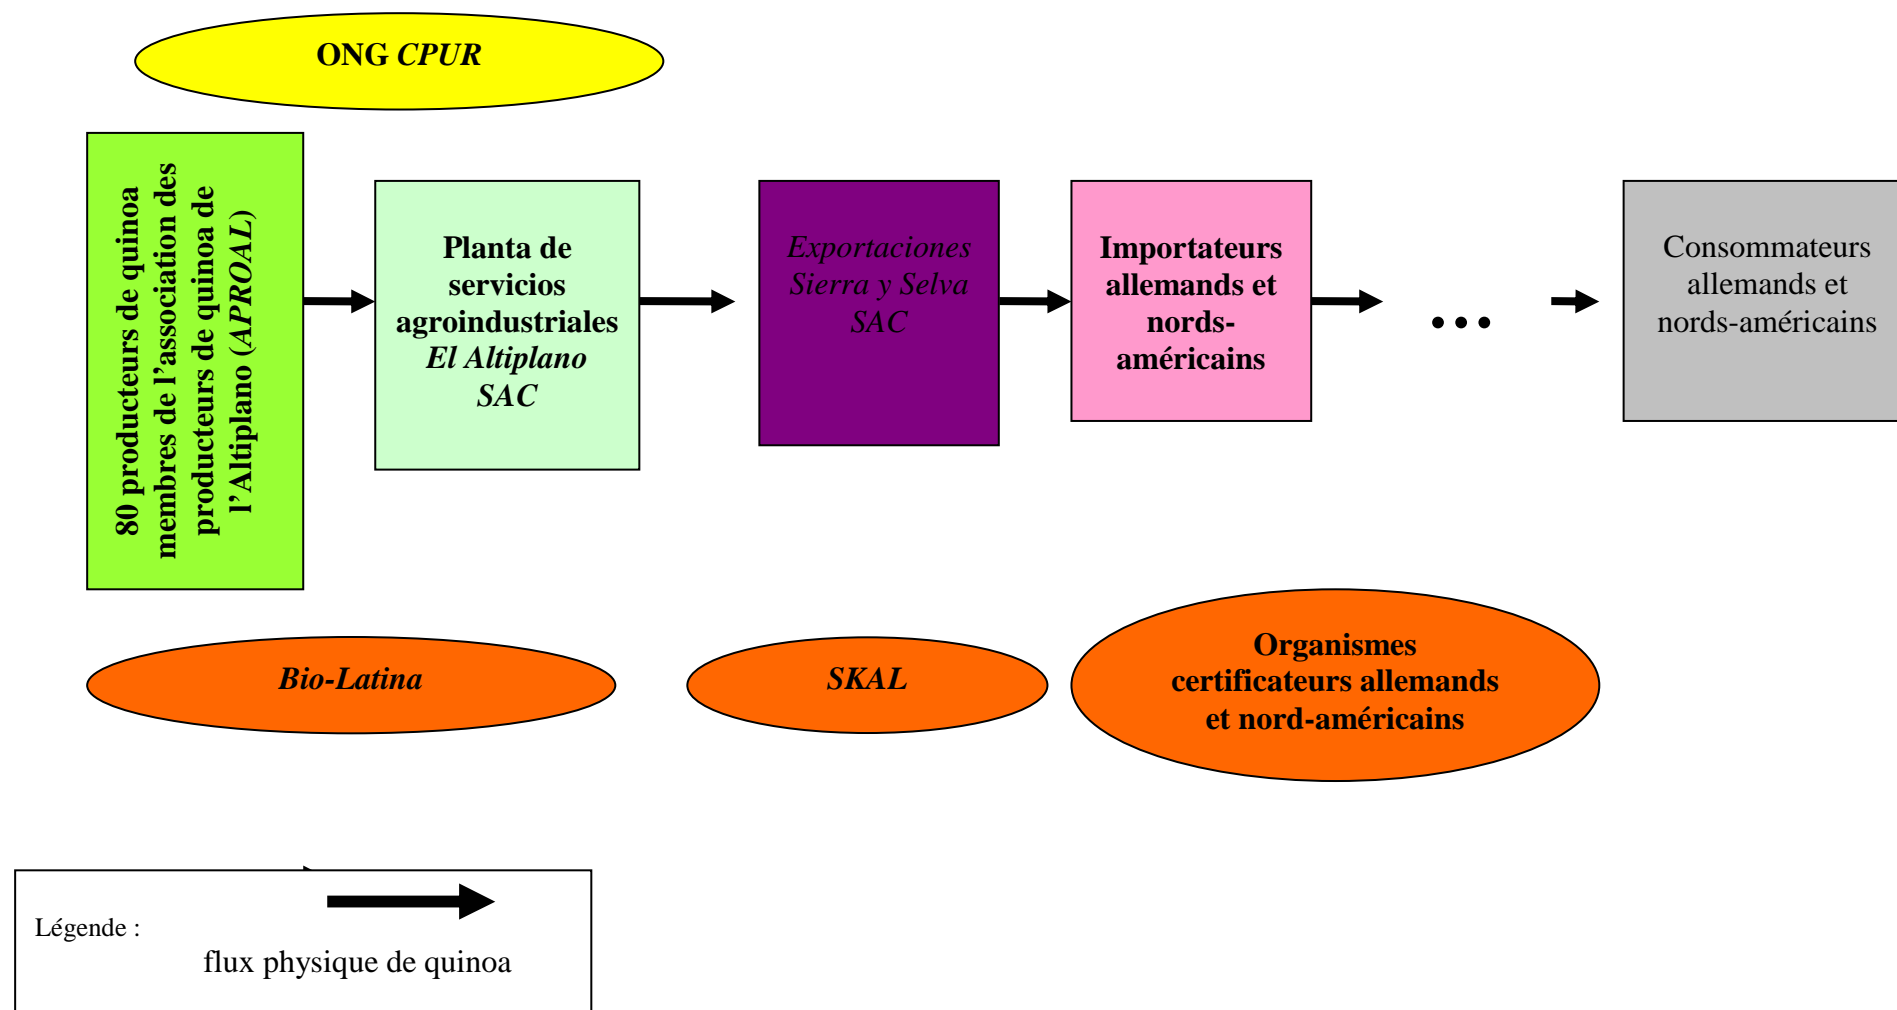 ONG CPUR
80 producteurs de quinoa
membres de l’association des
producteurs de quinoa de
l’Altiplano (APROAL)
Planta de
servicios
agroindustriales
El Altiplano
SAC
Exportaciones
Sierra y Selva
SAC
Importateurs
allemands et
nords-
américains
...
Consommateurs
allemands et
nords-américains
Bio-Latina
SKAL
Organismes
certificateurs allemands
et nord-américains
Légende :
flux physique de quinoa